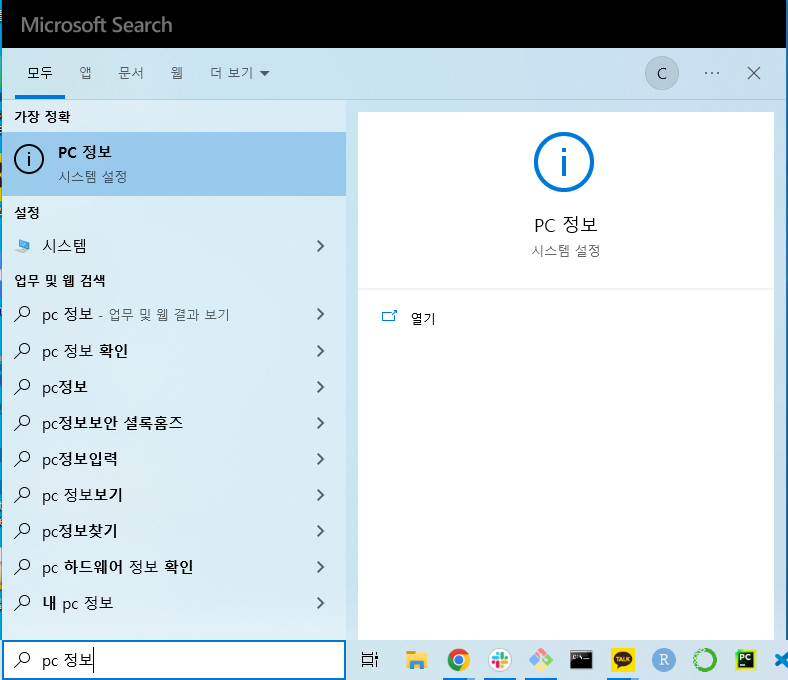 Microsoft Search
모두 앱 문서 웹 더 보기 C
가장 정확
PC 정보
시스템 설정
설정
시스템
업무 및 웹 검색
pc 정보 - 업무 및 웹 결과 보기
pc 정보 확인
pc정보
pc정보보안 셜록홈즈
pc정보입력
pc 정보보기
pc정보찾기
pc 하드웨어 정보 확인
내 pc 정보
PC 정보
시스템 설정
열기
pc 정보
TALK R PC